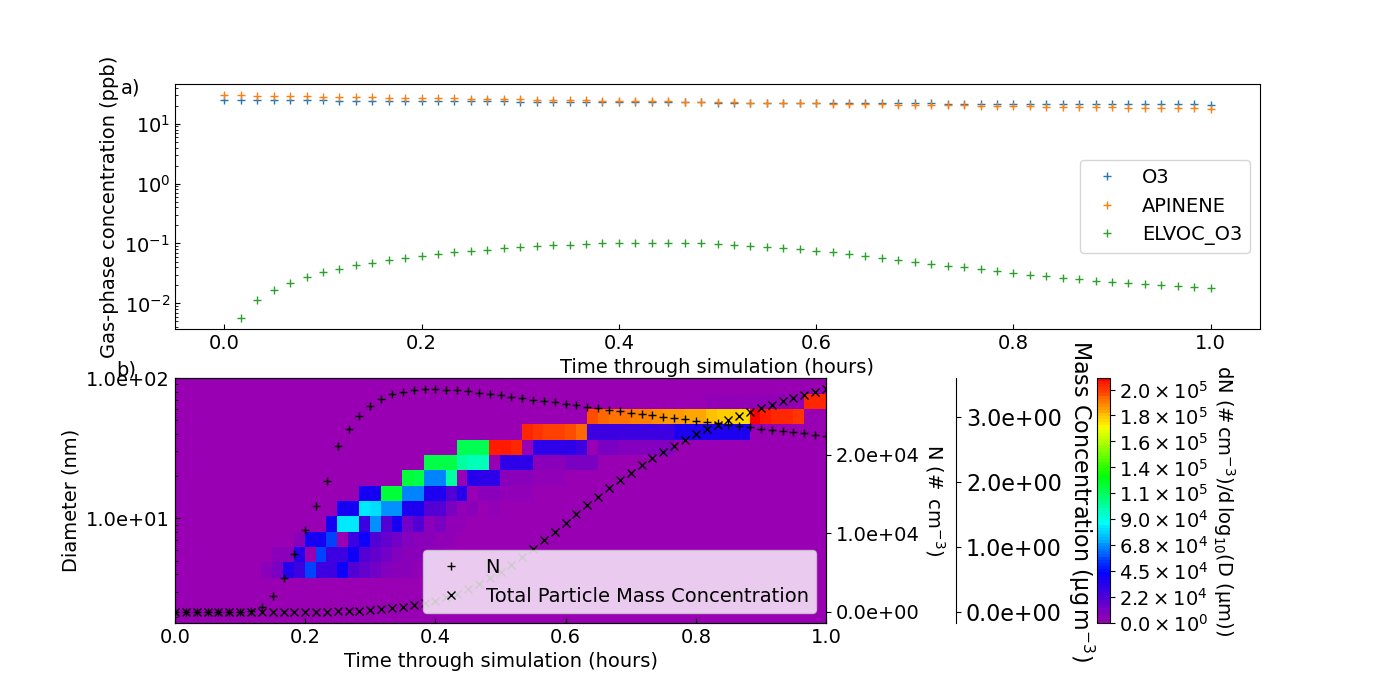 a)
Gas-phase concentration (ppb)
10¹
10⁰
10⁻¹
10⁻²
O3
APINENE
ELVOC_O3
0.0 0.2 0.4 0.6 0.8 1.0
Time through simulation (hours)
b)
Diameter (nm)
1.0e+02
1.0e+01
N
Total Particle Mass Concentration
0.0 0.2 0.4 0.6 0.8 1.0
Time through simulation (hours)
2.0e+04
1.0e+04
0.0e+00
N (# cm⁻³)
3.0e+00
2.0e+00
1.0e+00
0.0e+00
Mass Concentration (µg m⁻³)
2.0 × 10⁵
1.8 × 10⁵
1.6 × 10⁵
1.4 × 10⁵
1.1 × 10⁵
9.0 × 10⁴
6.8 × 10⁴
4.5 × 10⁴
2.2 × 10⁴
0.0 × 10⁰
dN (# cm⁻³)/d log₁₀(D (µm))